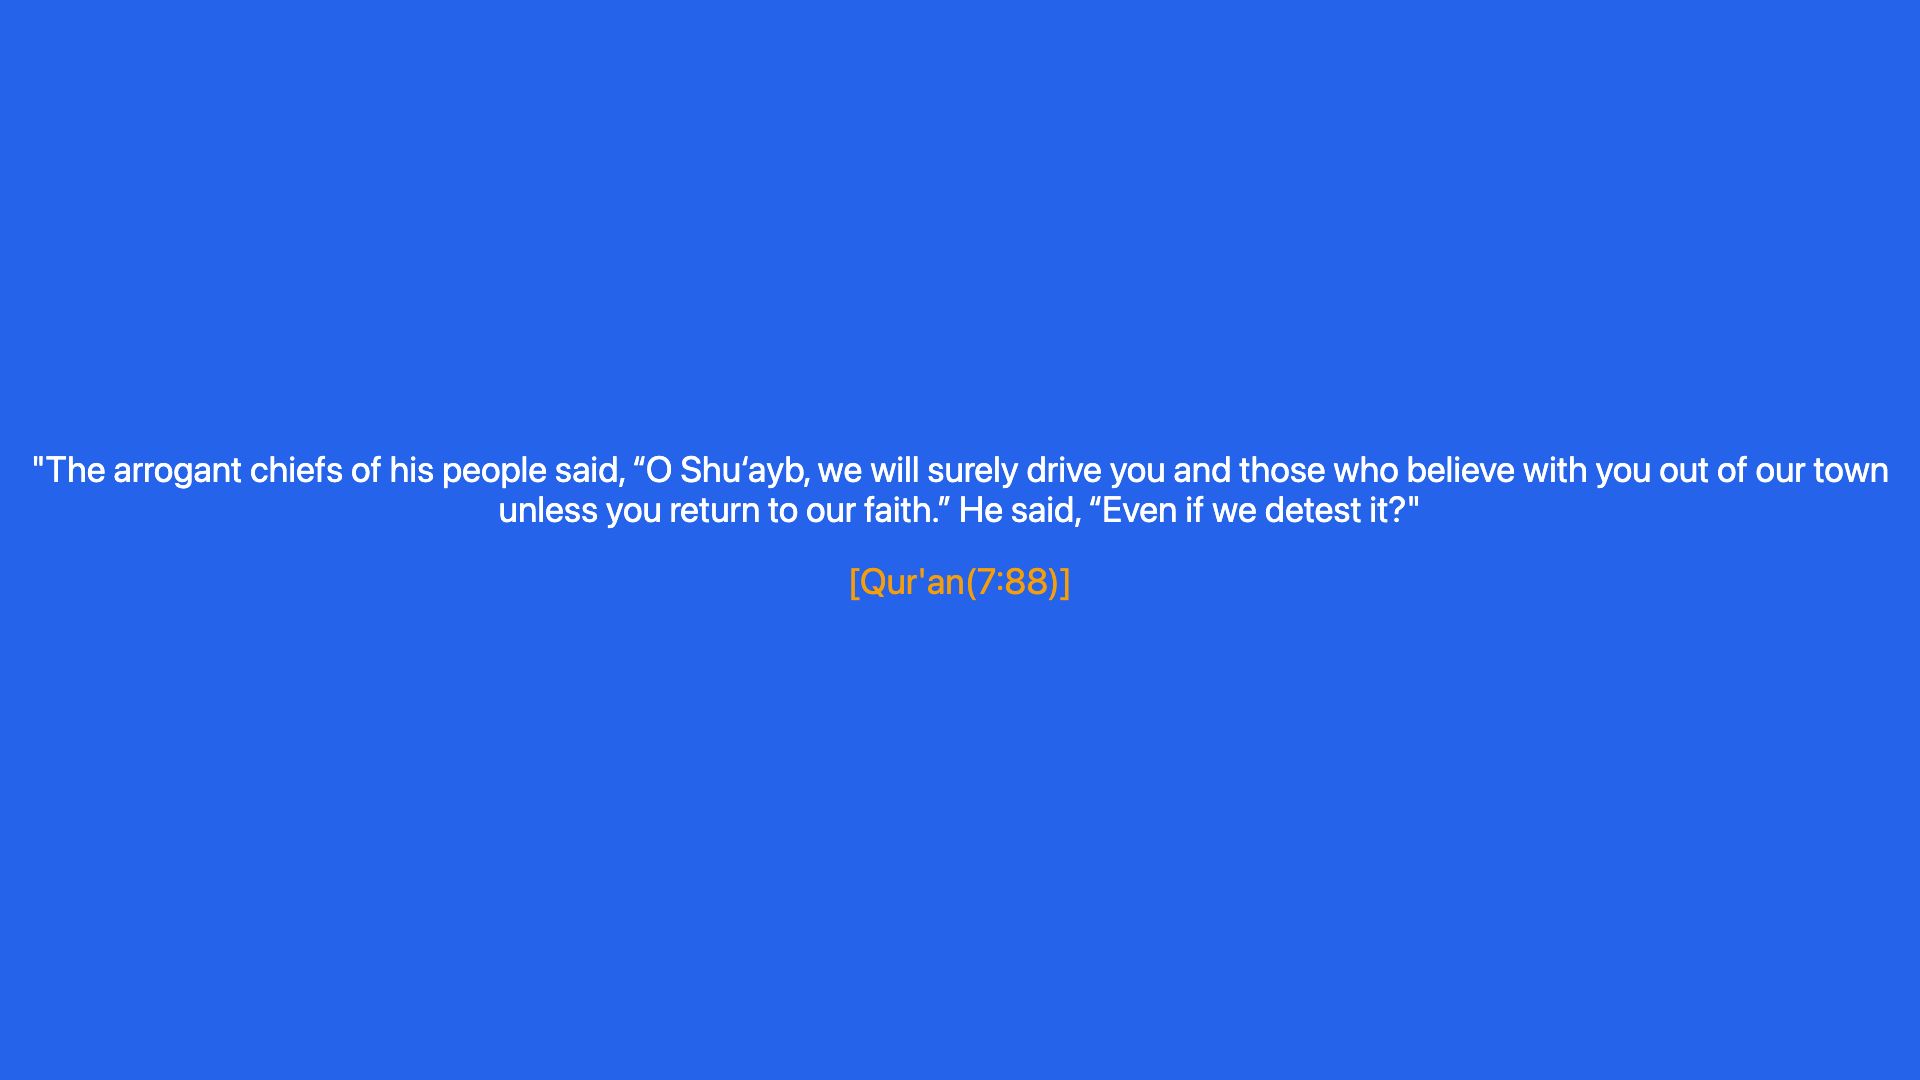 "The arrogant chiefs of his people said, “O Shu‘ayb, we will surely drive you and those who believe with you out of our town
unless you return to our faith.” He said, “Even if we detest it?"
[Qur'an(7:88)]